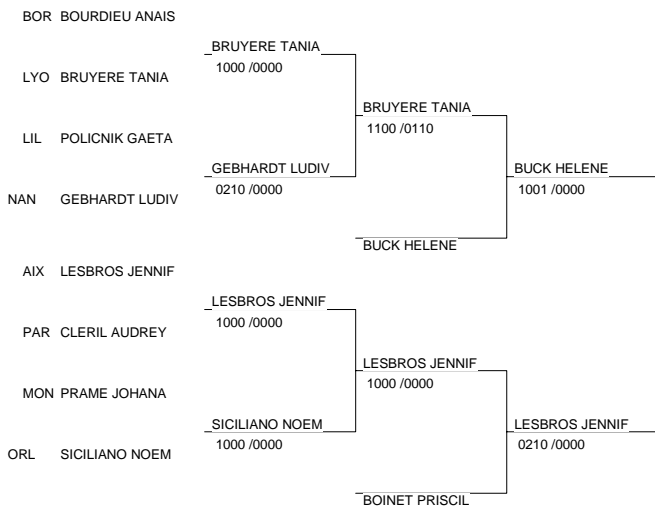 BOR BOURDIEU ANAIS
BRUYERE TANIA
1000 /0000
LYO BRUYERE TANIA
BRUYERE TANIA
1100 /0110
LIL POLICNIK GAETA
GEBHARDT LUDIV
0210 /0000
BUCK HELENE
1001 /0000
NAN GEBHARDT LUDIV
BUCK HELENE
AIX LESBROS JENNIF
LESBROS JENNIF
1000 /0000
PAR CLERIL AUDREY
LESBROS JENNIF
1000 /0000
MON PRAME JOHANA
SICILIANO NOEM
1000 /0000
LESBROS JENNIF
0210 /0000
ORL SICILIANO NOEM
BOINET PRISCIL